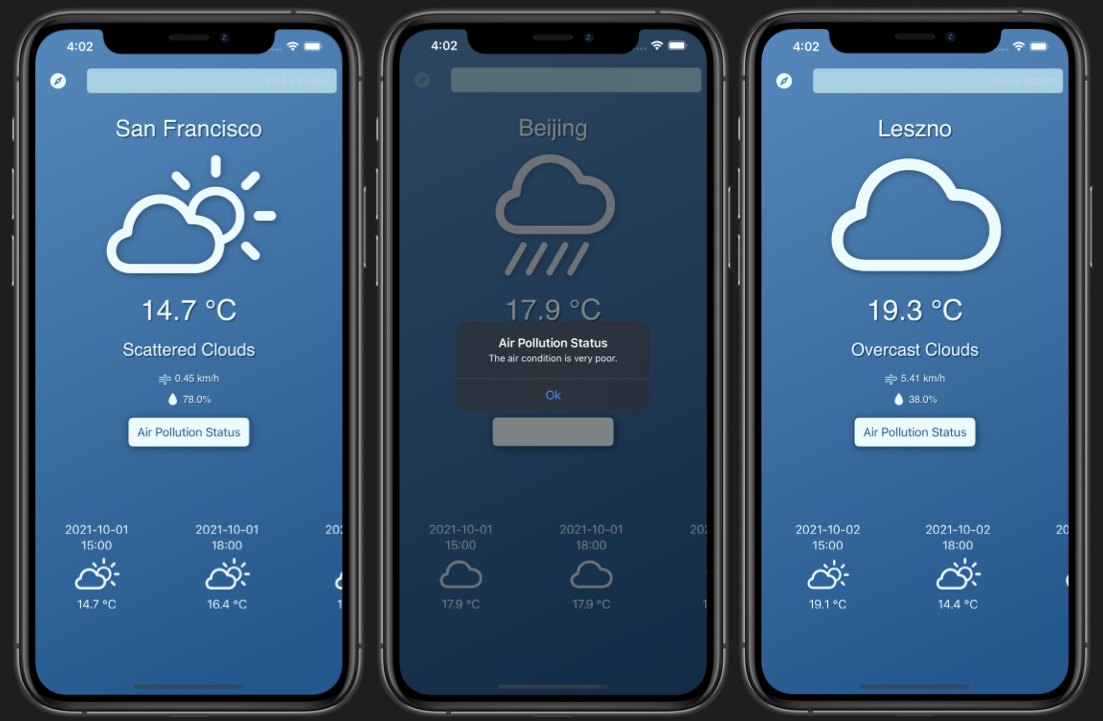 4:02
Find a location
San Francisco
14.7 °C
Scattered Clouds
0.45 km/h
78.0%
Air Pollution Status
2021-10-01
15:00
14.7 °C
2021-10-01
18:00
16.4 °C
4:02
Beijing
17.9 °C
Air Pollution Status
The air condition is very poor.
Ok
2021-10-01
15:00
17.9 °C
2021-10-01
18:00
17.9 °C
4:02
Find a location
Leszno
19.3 °C
Overcast Clouds
5.41 km/h
38.0%
Air Pollution Status
2021-10-02
15:00
19.1 °C
2021-10-02
18:00
14.4 °C